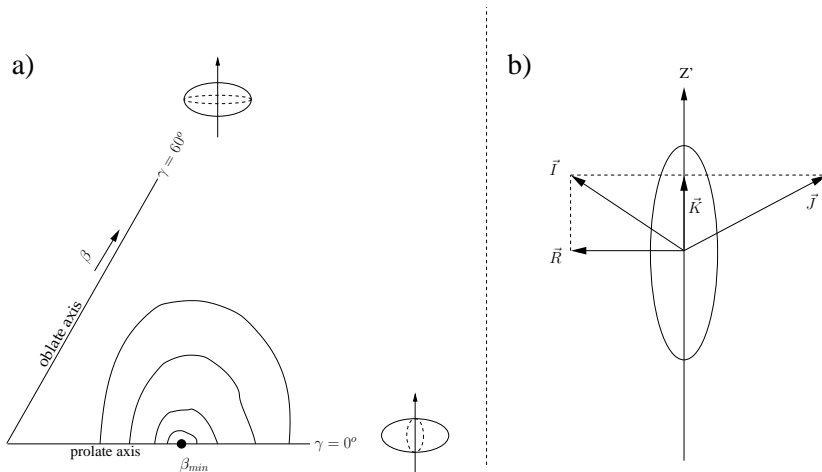 a)
γ = 60°
β
oblate axis
prolate axis
β_min
γ = 0°
b)
Z'
I⃗
K⃗
J⃗
R⃗